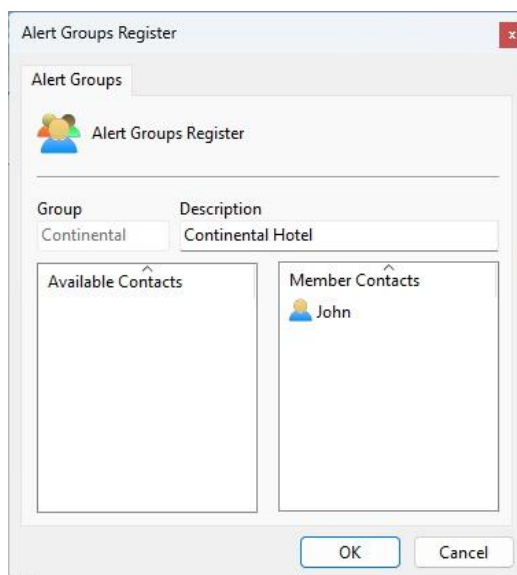 Alert Groups Register
x
Alert Groups
Alert Groups Register
Group Description
Continental Continental Hotel
Available Contacts Member Contacts
John
OK Cancel